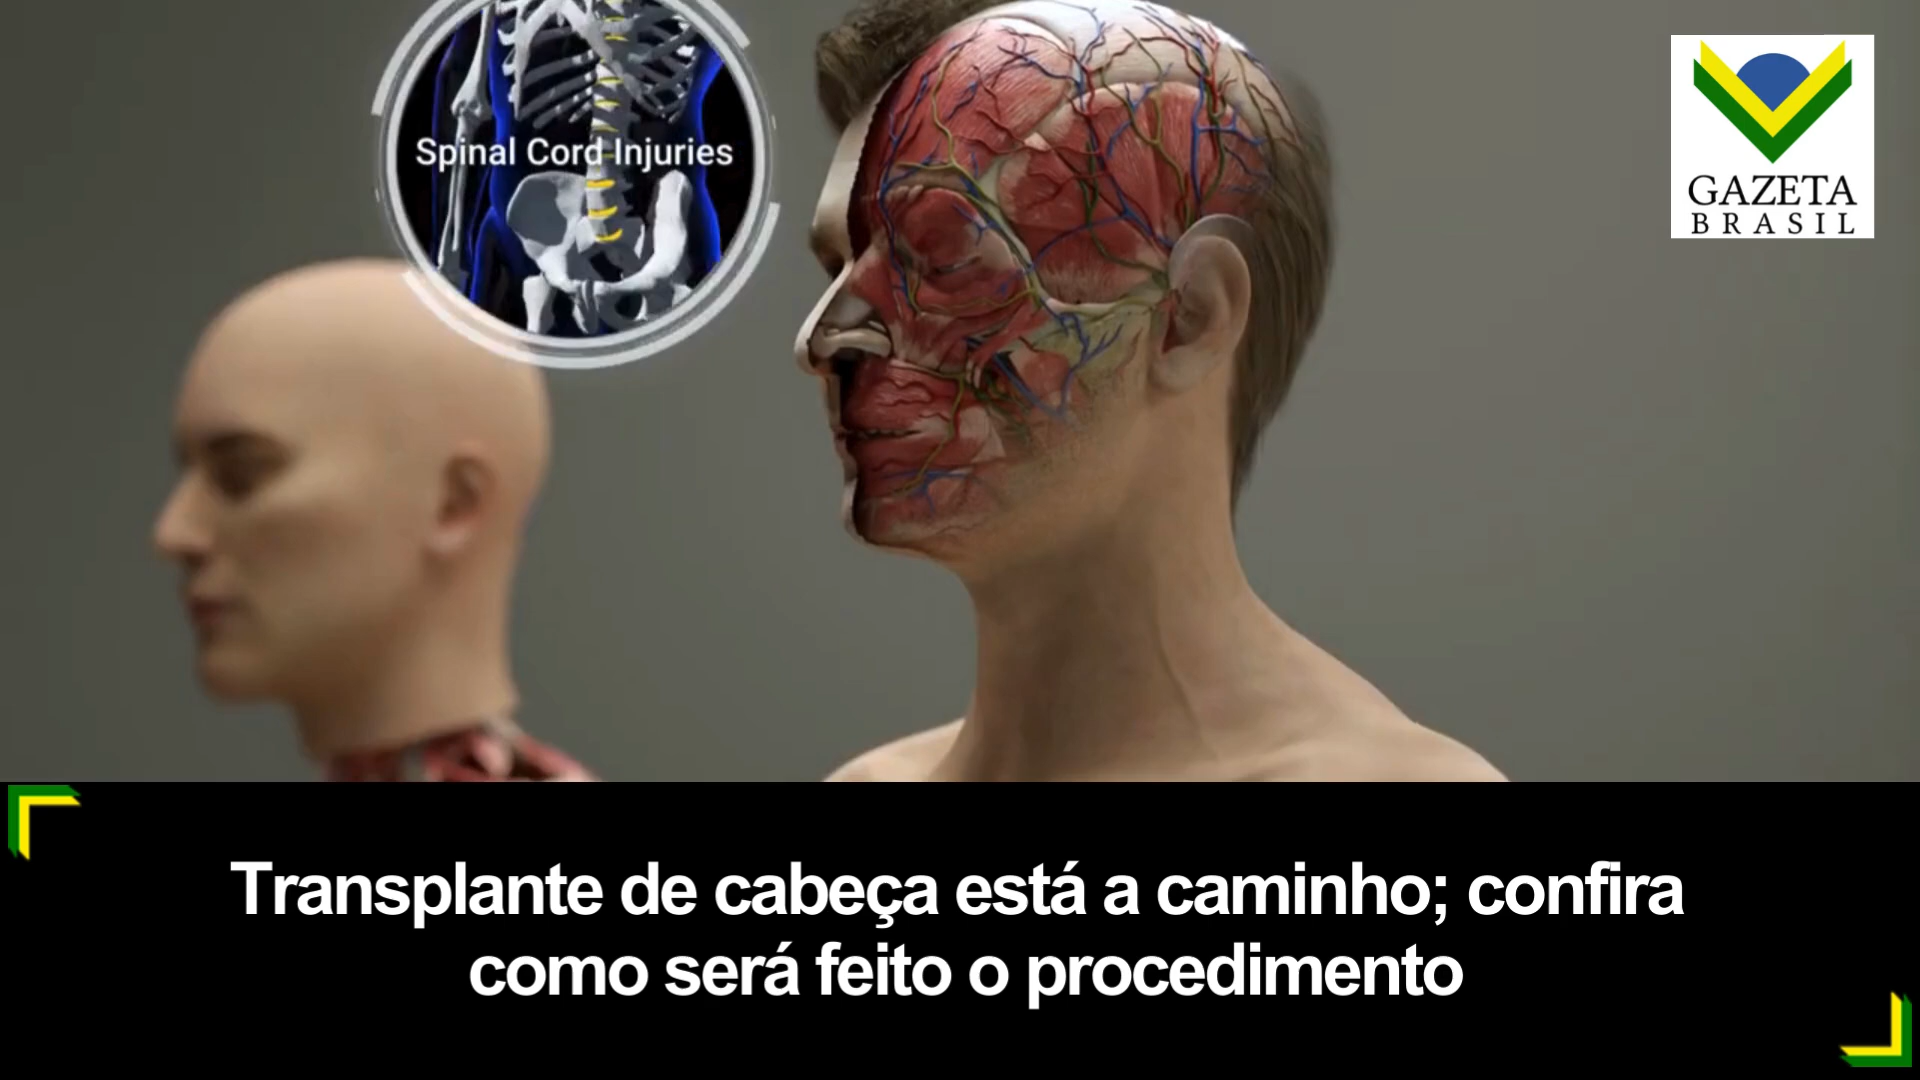 Spinal Cord Injuries
GAZETA
BRASIL
Transplante de cabeça está a caminho; confira
como será feito o procedimento